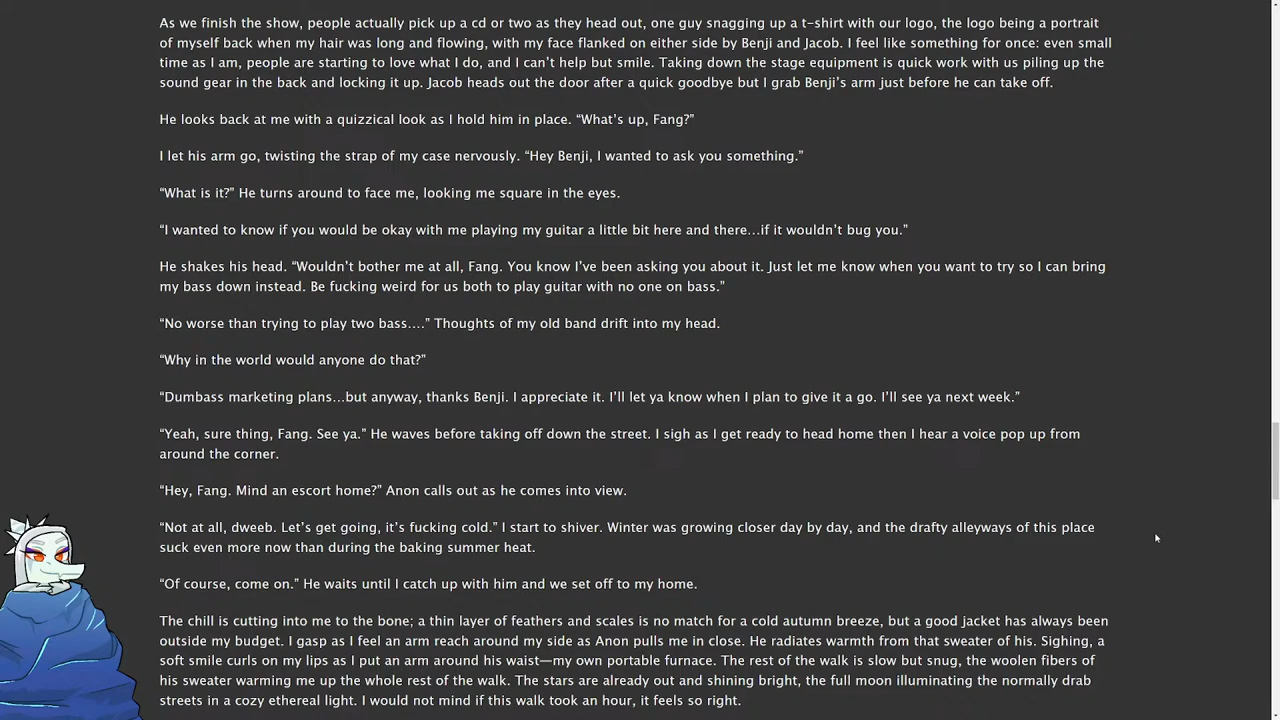 As we finish the show, people actually pick up a cd or two as they head out, one guy snagging up a t-shirt with our logo, the logo being a portrait
of myself back when my hair was long and flowing, with my face flanked on either side by Benji and Jacob. I feel like something for once: even small
time as I am, people are starting to love what I do, and I can’t help but smile. Taking down the stage equipment is quick work with us piling up the
sound gear in the back and locking it up. Jacob heads out the door after a quick goodbye but I grab Benji’s arm just before he can take off.
He looks back at me with a quizzical look as I hold him in place. “What’s up, Fang?”
I let his arm go, twisting the strap of my case nervously. “Hey Benji, I wanted to ask you something.”
“What is it?” He turns around to face me, looking me square in the eyes.
“I wanted to know if you would be okay with me playing my guitar a little bit here and there…if it wouldn’t bug you.”
He shakes his head. “Wouldn’t bother me at all, Fang. You know I’ve been asking you about it. Just let me know when you want to try so I can bring
my bass down instead. Be fucking weird for us both to play guitar with no one on bass.”
“No worse than trying to play two bass….” Thoughts of my old band drift into my head.
“Why in the world would anyone do that?”
“Dumbass marketing plans…but anyway, thanks Benji. I appreciate it. I’ll let ya know when I plan to give it a go. I’ll see ya next week.”
“Yeah, sure thing, Fang. See ya.” He waves before taking off down the street. I sigh as I get ready to head home then I hear a voice pop up from
around the corner.
“Hey, Fang. Mind an escort home?” Anon calls out as he comes into view.
“Not at all, dweeb. Let’s get going, it’s fucking cold.” I start to shiver. Winter was growing closer day by day, and the drafty alleyways of this place
suck even more now than during the baking summer heat.
“Of course, come on.” He waits until I catch up with him and we set off to my home.
The chill is cutting into me to the bone; a thin layer of feathers and scales is no match for a cold autumn breeze, but a good jacket has always been
outside my budget. I gasp as I feel an arm reach around my side as Anon pulls me in close. He radiates warmth from that sweater of his. Sighing, a
soft smile curls on my lips as I put an arm around his waist—my own portable furnace. The rest of the walk is slow but snug, the woolen fibers of
his sweater warming me up the whole rest of the walk. The stars are already out and shining bright, the full moon illuminating the normally drab
streets in a cozy ethereal light. I would not mind if this walk took an hour, it feels so right.